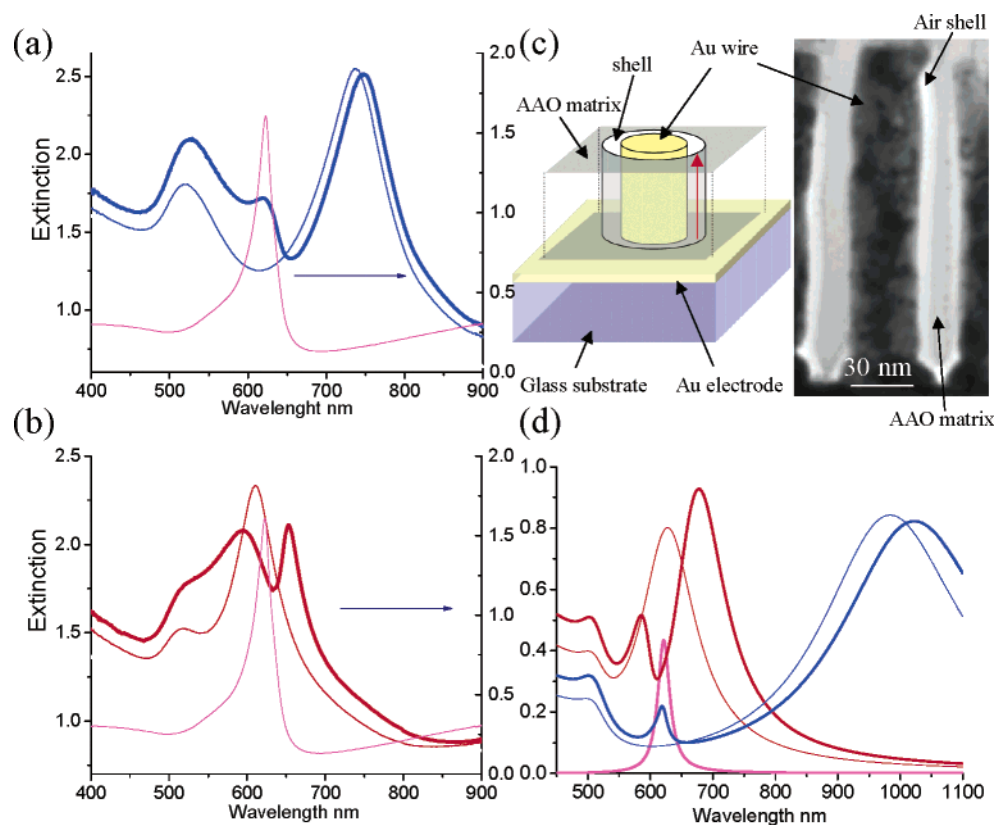 (a)
2.5
2.0
1.5
1.0
Extinction
2.0
1.5
1.0
0.5
0.0
400 500 600 700 800 900
Wavelenght nm
(c)
shell
Au wire
Air shell
AAO matrix
Glass substrate
Au electrode
30 nm
AAO matrix
(b)
2.5
2.0
1.5
1.0
Extinction
2.0
1.5
1.0
0.5
0.0
400 500 600 700 800 900
Wavelenght nm
(d)
1.0
0.8
0.6
0.4
0.2
0.0
500 600 700 800 900 1000 1100
Wavelength nm